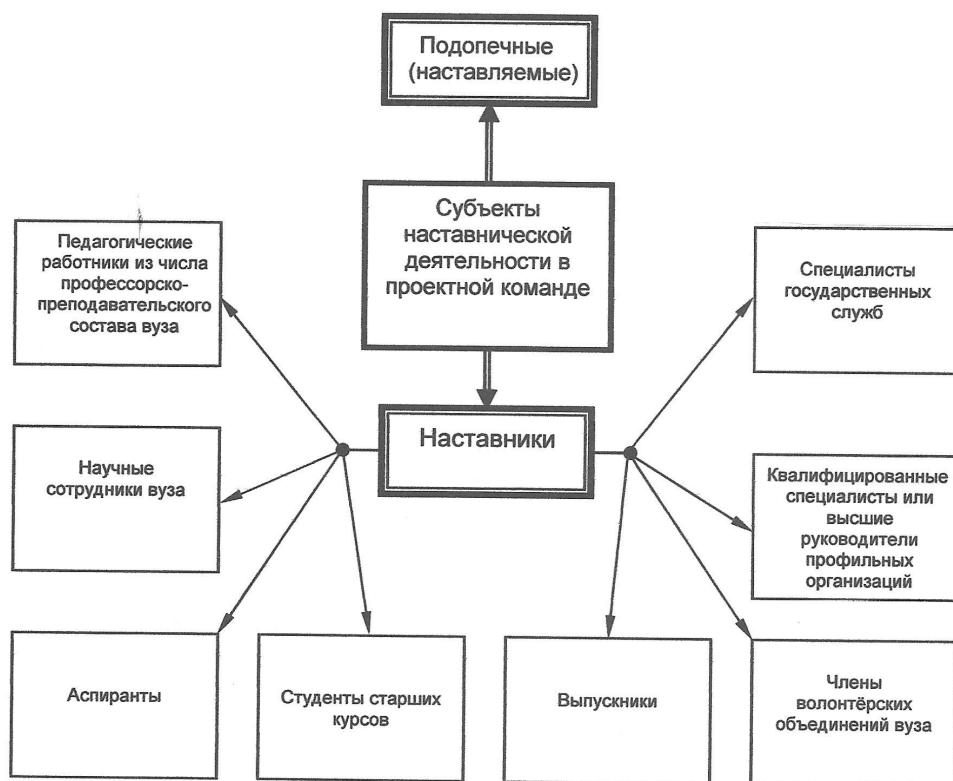 Подопечные
(наставляемые)
Субъекты
наставнической
деятельности в
проектной команде
Педагогические
работники из числа
профессорско-
преподавательского
состава вуза
Специалисты
государственных
служб
Наставники
Научные
сотрудники вуза
Квалифицированные
специалисты или
высшие
руководители
профильных
организаций
Аспиранты
Студенты старших
курсов
Выпускники
Члены
волонтёрских
объединений вуза